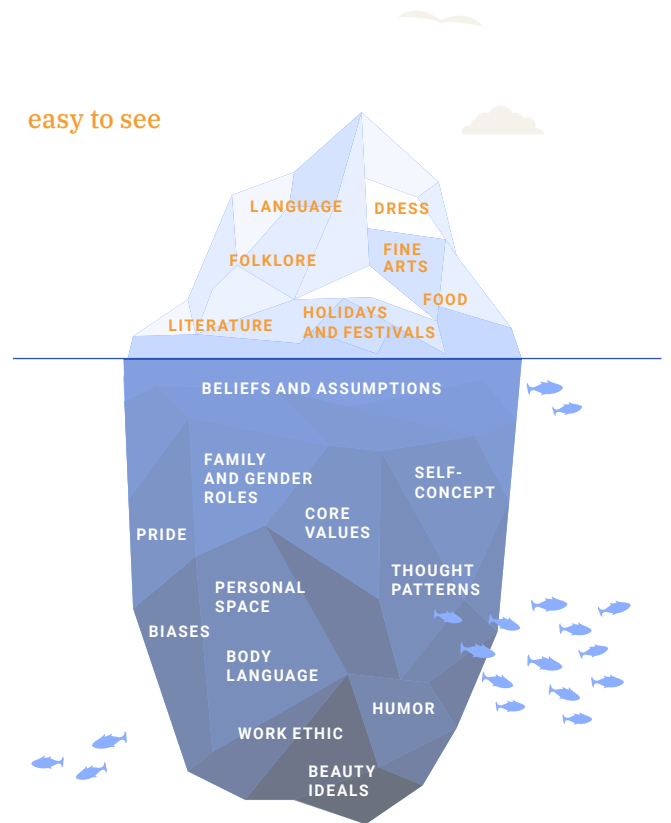 easy to see
LANGUAGE
DRESS
FOLKLORE
FINE
ARTS
FOOD
LITERATURE
HOLIDAYS
AND FESTIVALS
BELIEFS AND ASSUMPTIONS
FAMILY
AND GENDER
ROLES
SELF-
CONCEPT
CORE
VALUES
PRIDE
THOUGHT
PATTERNS
PERSONAL
SPACE
BIASES
BODY
LANGUAGE
HUMOR
WORK ETHIC
BEAUTY
IDEALS